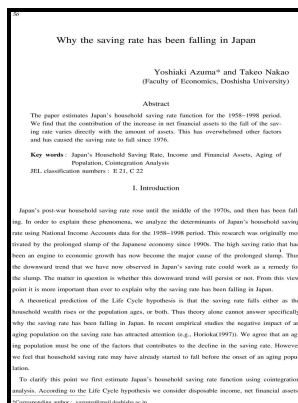 56
Why the saving rate has been falling in Japan
Yoshiaki Azuma* and Takeo Nakao
(Faculty of Economics, Doshisha University)
Abstract
The paper estimates Japan's household saving rate function for the 1958–1998 period.
We find that the contribution of the increase in net financial assets to the fall of the sav-
ing rate varies directly with the amount of assets. This has overwhelmed other factors
and has caused the saving rate to fall since 1976.
Key words : Japan's Household Saving Rate, Income and Financial Assets, Aging of
Population, Cointegration Analysis
JEL classification numbers : E 21, C 22
I. Introduction
Japan's post-war household saving rate rose until the middle of the 1970s, and then has been fall-
ing. In order to explain these phenomena, we analyze the determinants of Japan's household saving
rate using National Income Accounts data for the 1958–1998 period. This research was originally mo-
tivated by the prolonged slump of the Japanese economy since 1990s. The high saving ratio that had
been an engine to economic growth has now become the major cause of the prolonged slump. Thus
the downward trend that we have now observed in Japan's saving rate could work as a remedy for
the slump. The matter in question is whether this downward trend will persist or not. From this view
point it is more important than ever to explain why the saving rate has been falling in Japan.
A theoretical prediction of the Life Cycle hypothesis is that the saving rate falls either as the
household wealth rises or the population ages, or both. Thus theory alone cannot answer specifically
why the saving rate has been falling in Japan. In recent empirical studies the negative impact of an
aging population on the saving rate has attracted attention (e.g., Horioka(1997)). We agree that an ag-
ing population must be one of the factors that contributes to the decline in the saving rate. However
we feel that household saving rate may have already started to fall before the onset of an aging popu-
lation.
To clarify this point we first estimate Japan's household saving rate function using cointegration
analysis. According to the Life Cycle hypothesis we consider disposable income, net financial assets
*Corresponding author :